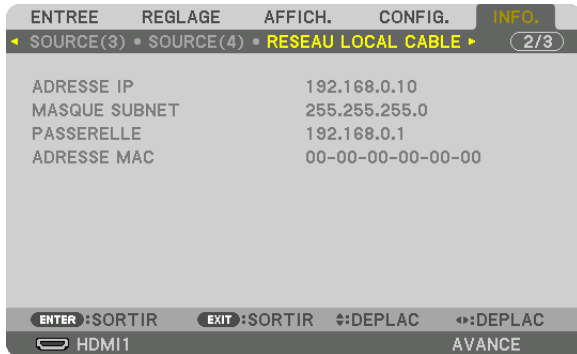 ENTREE REGLAGE AFFICH. CONFIG. INFO.
SOURCE(3) • SOURCE(4) • RESEAU LOCAL CABLE 2/3
ADRESSE IP 192.168.0.10
MASQUE SUBNET 255.255.255.0
PASSERELLE 192.168.0.1
ADRESSE MAC 00-00-00-00-00-00
ENTER :SORTIR EXIT :SORTIR :DEPLAC :DEPLAC
HDMI1 AVANCE